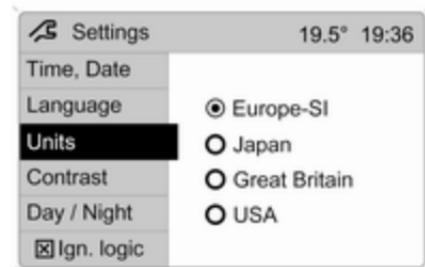 Settings 19.5° 19:36
Time, Date
Language
Units
Contrast
Day / Night
Ign. logic
Europe-SI
Japan
Great Britain
USA